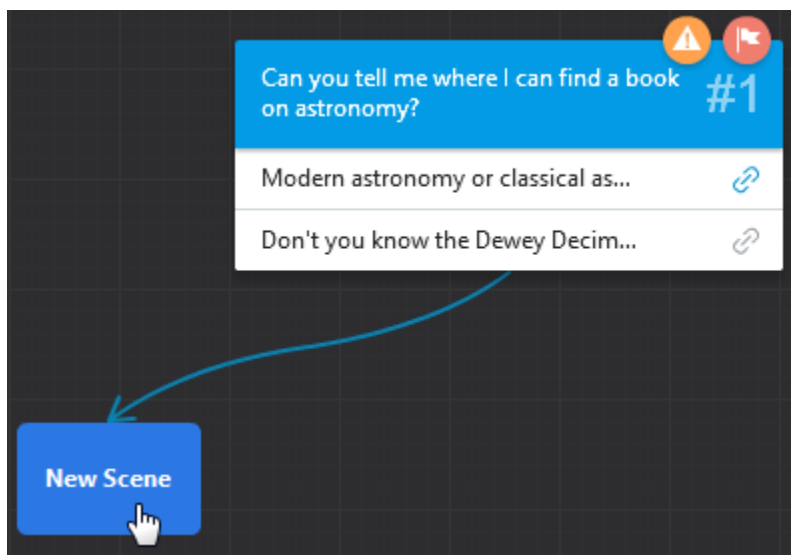 Can you tell me where I can find a book
on astronomy?
#1
Modern astronomy or classical as...
Don't you know the Dewey Decim...
New Scene